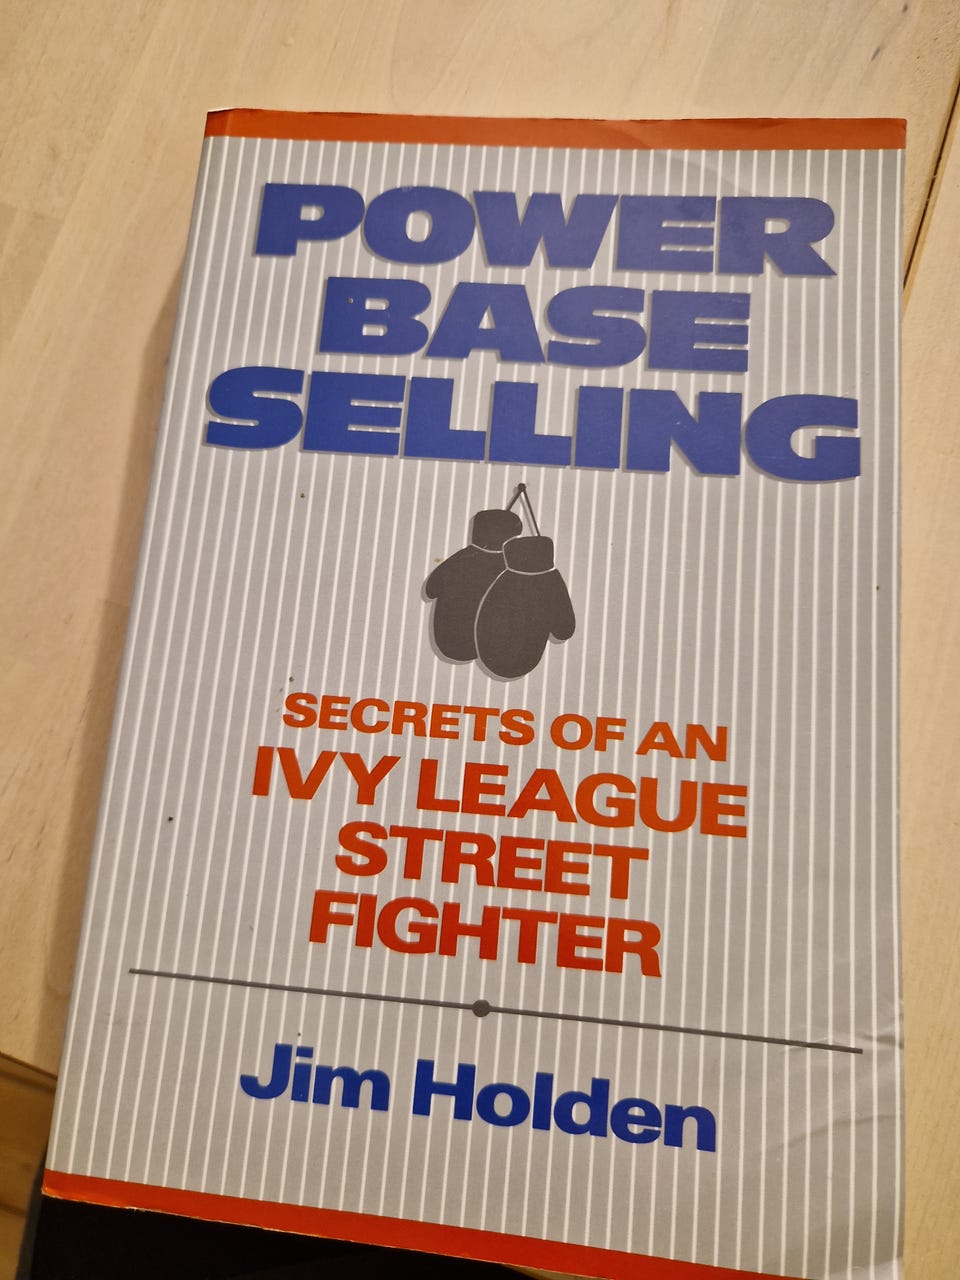 POWER
BASE
SELLING
SECRETS OF AN
IVY LEAGUE
STREET
FIGHTER
Jim Holden